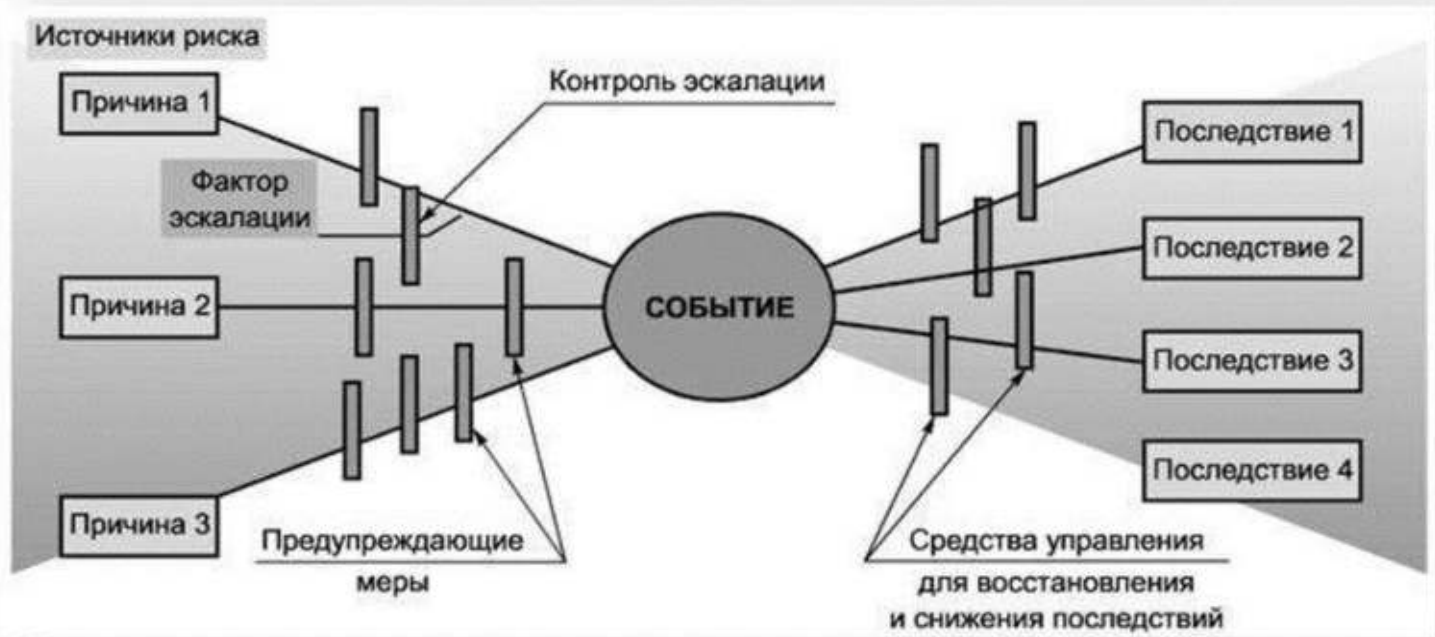 Источники риска
Причина 1
Контроль эскалации
Последствие 1
Фактор
эскалации
Последствие 2
Причина 2
СОБЫТИЕ
Последствие 3
Последствие 4
Причина 3
Предупреждающие
меры
Средства управления
для восстановления
и снижения последствий